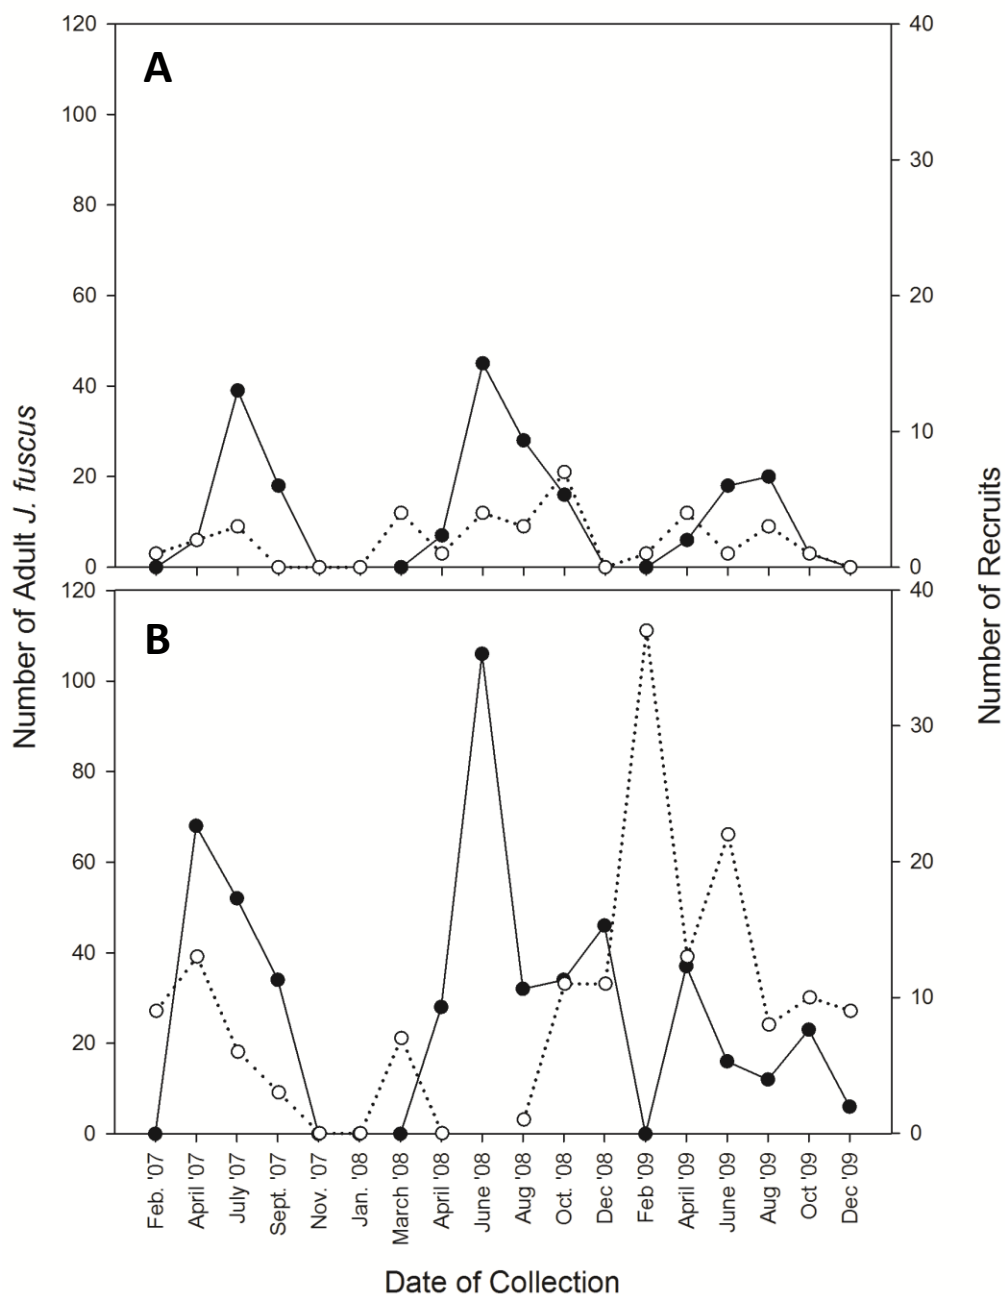 120
100
80
60
40
20
0
A
40
30
20
10
0
120
100
80
60
40
20
0
B
40
30
20
10
0
Number of Adult J. fuscus
Number of Recruits
Feb. '07
April '07
July '07
Sept. '07
Nov. '07
Jan. '08
March '08
April '08
June '08
Aug '08
Oct. '08
Dec '08
Feb '09
April '09
June '09
Aug '09
Oct '09
Dec '09
Date of Collection